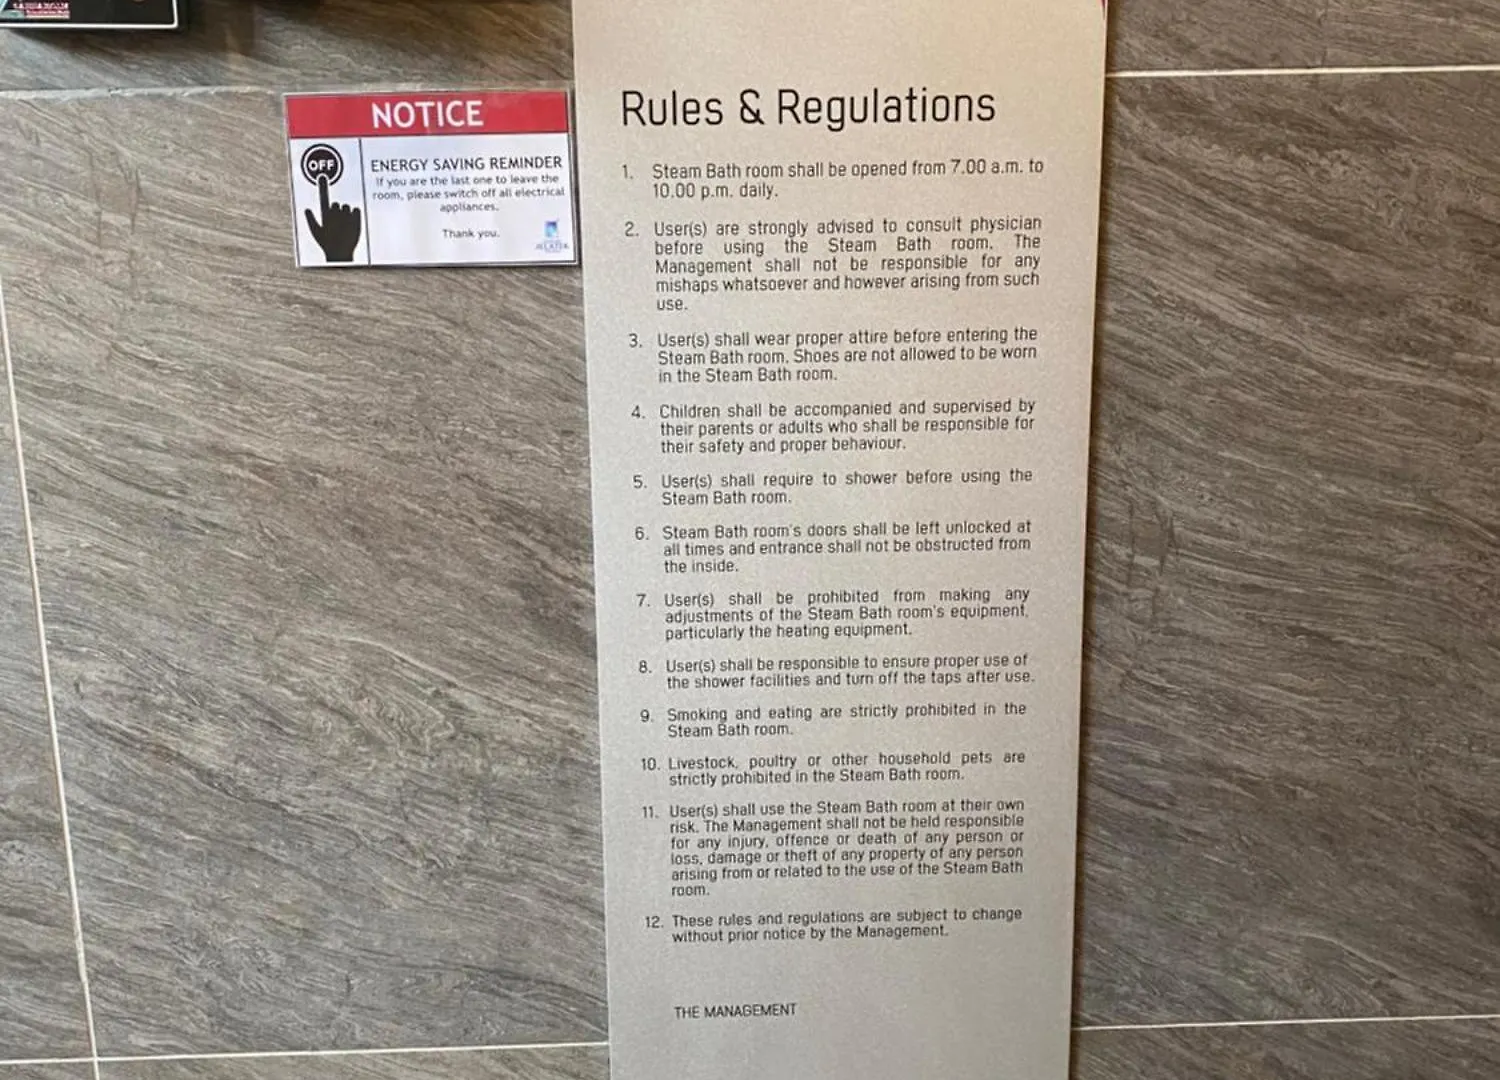 NOTICE
OFF
ENERGY SAVING REMINDER
If you are the last one to leave the
room, please switch off all electrical
appliances.
Thank you.
Rules & Regulations
1. Steam Bath room shall be opened from 7.00 a.m. to
10.00 p.m. daily.
2. User(s) are strongly advised to consult physician
before using the Steam Bath room. The
Management shall not be responsible for any
mishaps whatsoever and however arising from such
use.
3. User(s) shall wear proper attire before entering the
Steam Bath room. Shoes are not allowed to be worn
in the Steam Bath room.
4. Children shall be accompanied and supervised by
their parents or adults who shall be responsible for
their safety and proper behaviour.
5. User(s) shall require to shower before using the
Steam Bath room.
6. Steam Bath room's doors shall be left unlocked at
all times and entrance shall not be obstructed from
the inside.
7. User(s) shall be prohibited from making any
adjustments of the Steam Bath room's equipment,
particularly the heating equipment.
8. User(s) shall be responsible to ensure proper use of
the shower facilities and turn off the taps after use.
9. Smoking and eating are strictly prohibited in the
Steam Bath room.
10. Livestock, poultry or other household pets are
strictly prohibited in the Steam Bath room.
11. User(s) shall use the Steam Bath room at their own
risk. The Management shall not be held responsible
for any injury, offence or death of any person or
loss, damage or theft of any property of any person
arising from or related to the use of the Steam Bath
room.
12. These rules and regulations are subject to change
without prior notice by the Management.
THE MANAGEMENT